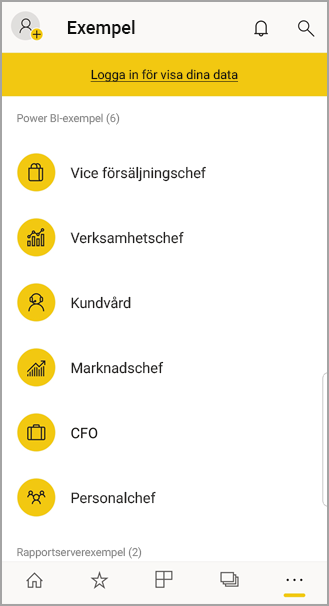 Exempel
Logga in för visa dina data
Power BI-exempel (6)
Vice försäljningschef
Verksamhetschef
Kundvård
Marknadschef
CFO
Personalchef
Rapportserverexempel (2)